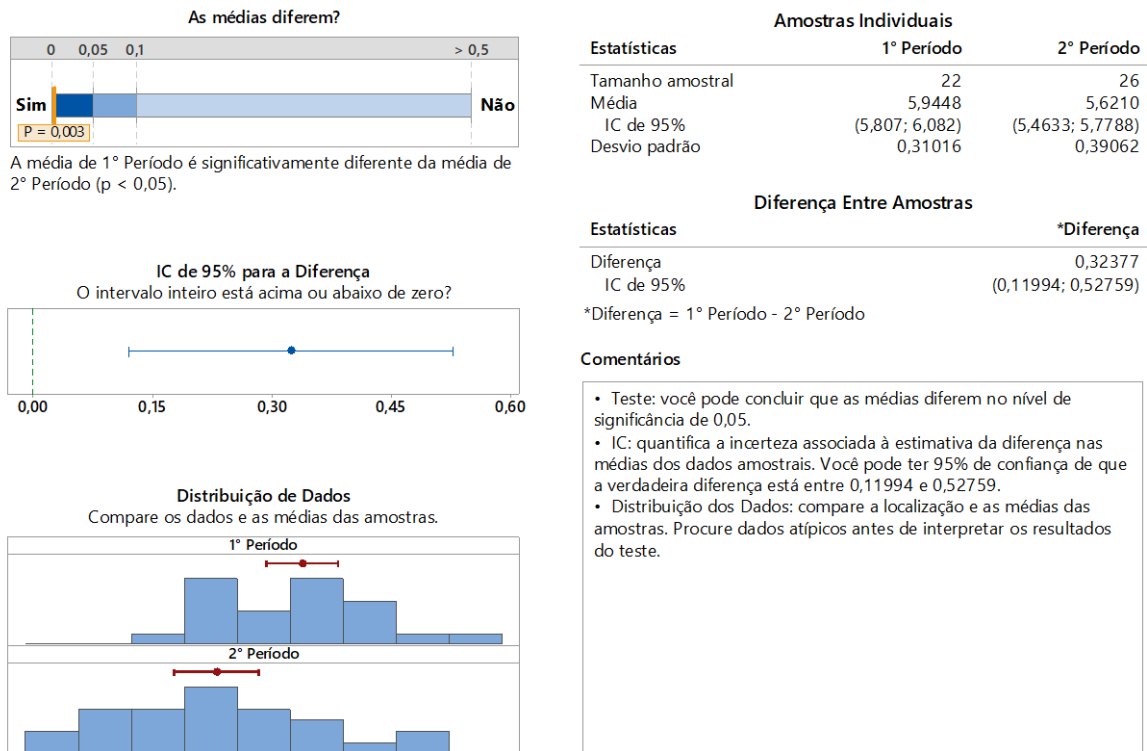 As médias diferem?
0 0,05 0,1 > 0,5
Sim Não
P = 0,003
A média de 1° Período é significativamente diferente da média de
2° Período (p < 0,05).
IC de 95% para a Diferença
O intervalo inteiro está acima ou abaixo de zero?
0,00 0,15 0,30 0,45 0,60
Distribuição de Dados
Compare os dados e as médias das amostras.
1° Período
2° Período
Amostras Individuais
Estatísticas 1° Período 2° Período
Tamanho amostral 22 26
Média 5,9448 5,6210
IC de 95% (5,807; 6,082) (5,4633; 5,7788)
Desvio padrão 0,31016 0,39062
Diferença Entre Amostras
Estatísticas *Diferença
Diferença 0,32377
IC de 95% (0,11994; 0,52759)
*Diferença = 1° Período - 2° Período
Comentários
• Teste: você pode concluir que as médias diferem no nível de
significância de 0,05.
• IC: quantifica a incerteza associada à estimativa da diferença nas
médias dos dados amostrais. Você pode ter 95% de confiança de que
a verdadeira diferença está entre 0,11994 e 0,52759.
• Distribuição dos Dados: compare a localização e as médias das
amostras. Procure dados atípicos antes de interpretar os resultados
do teste.